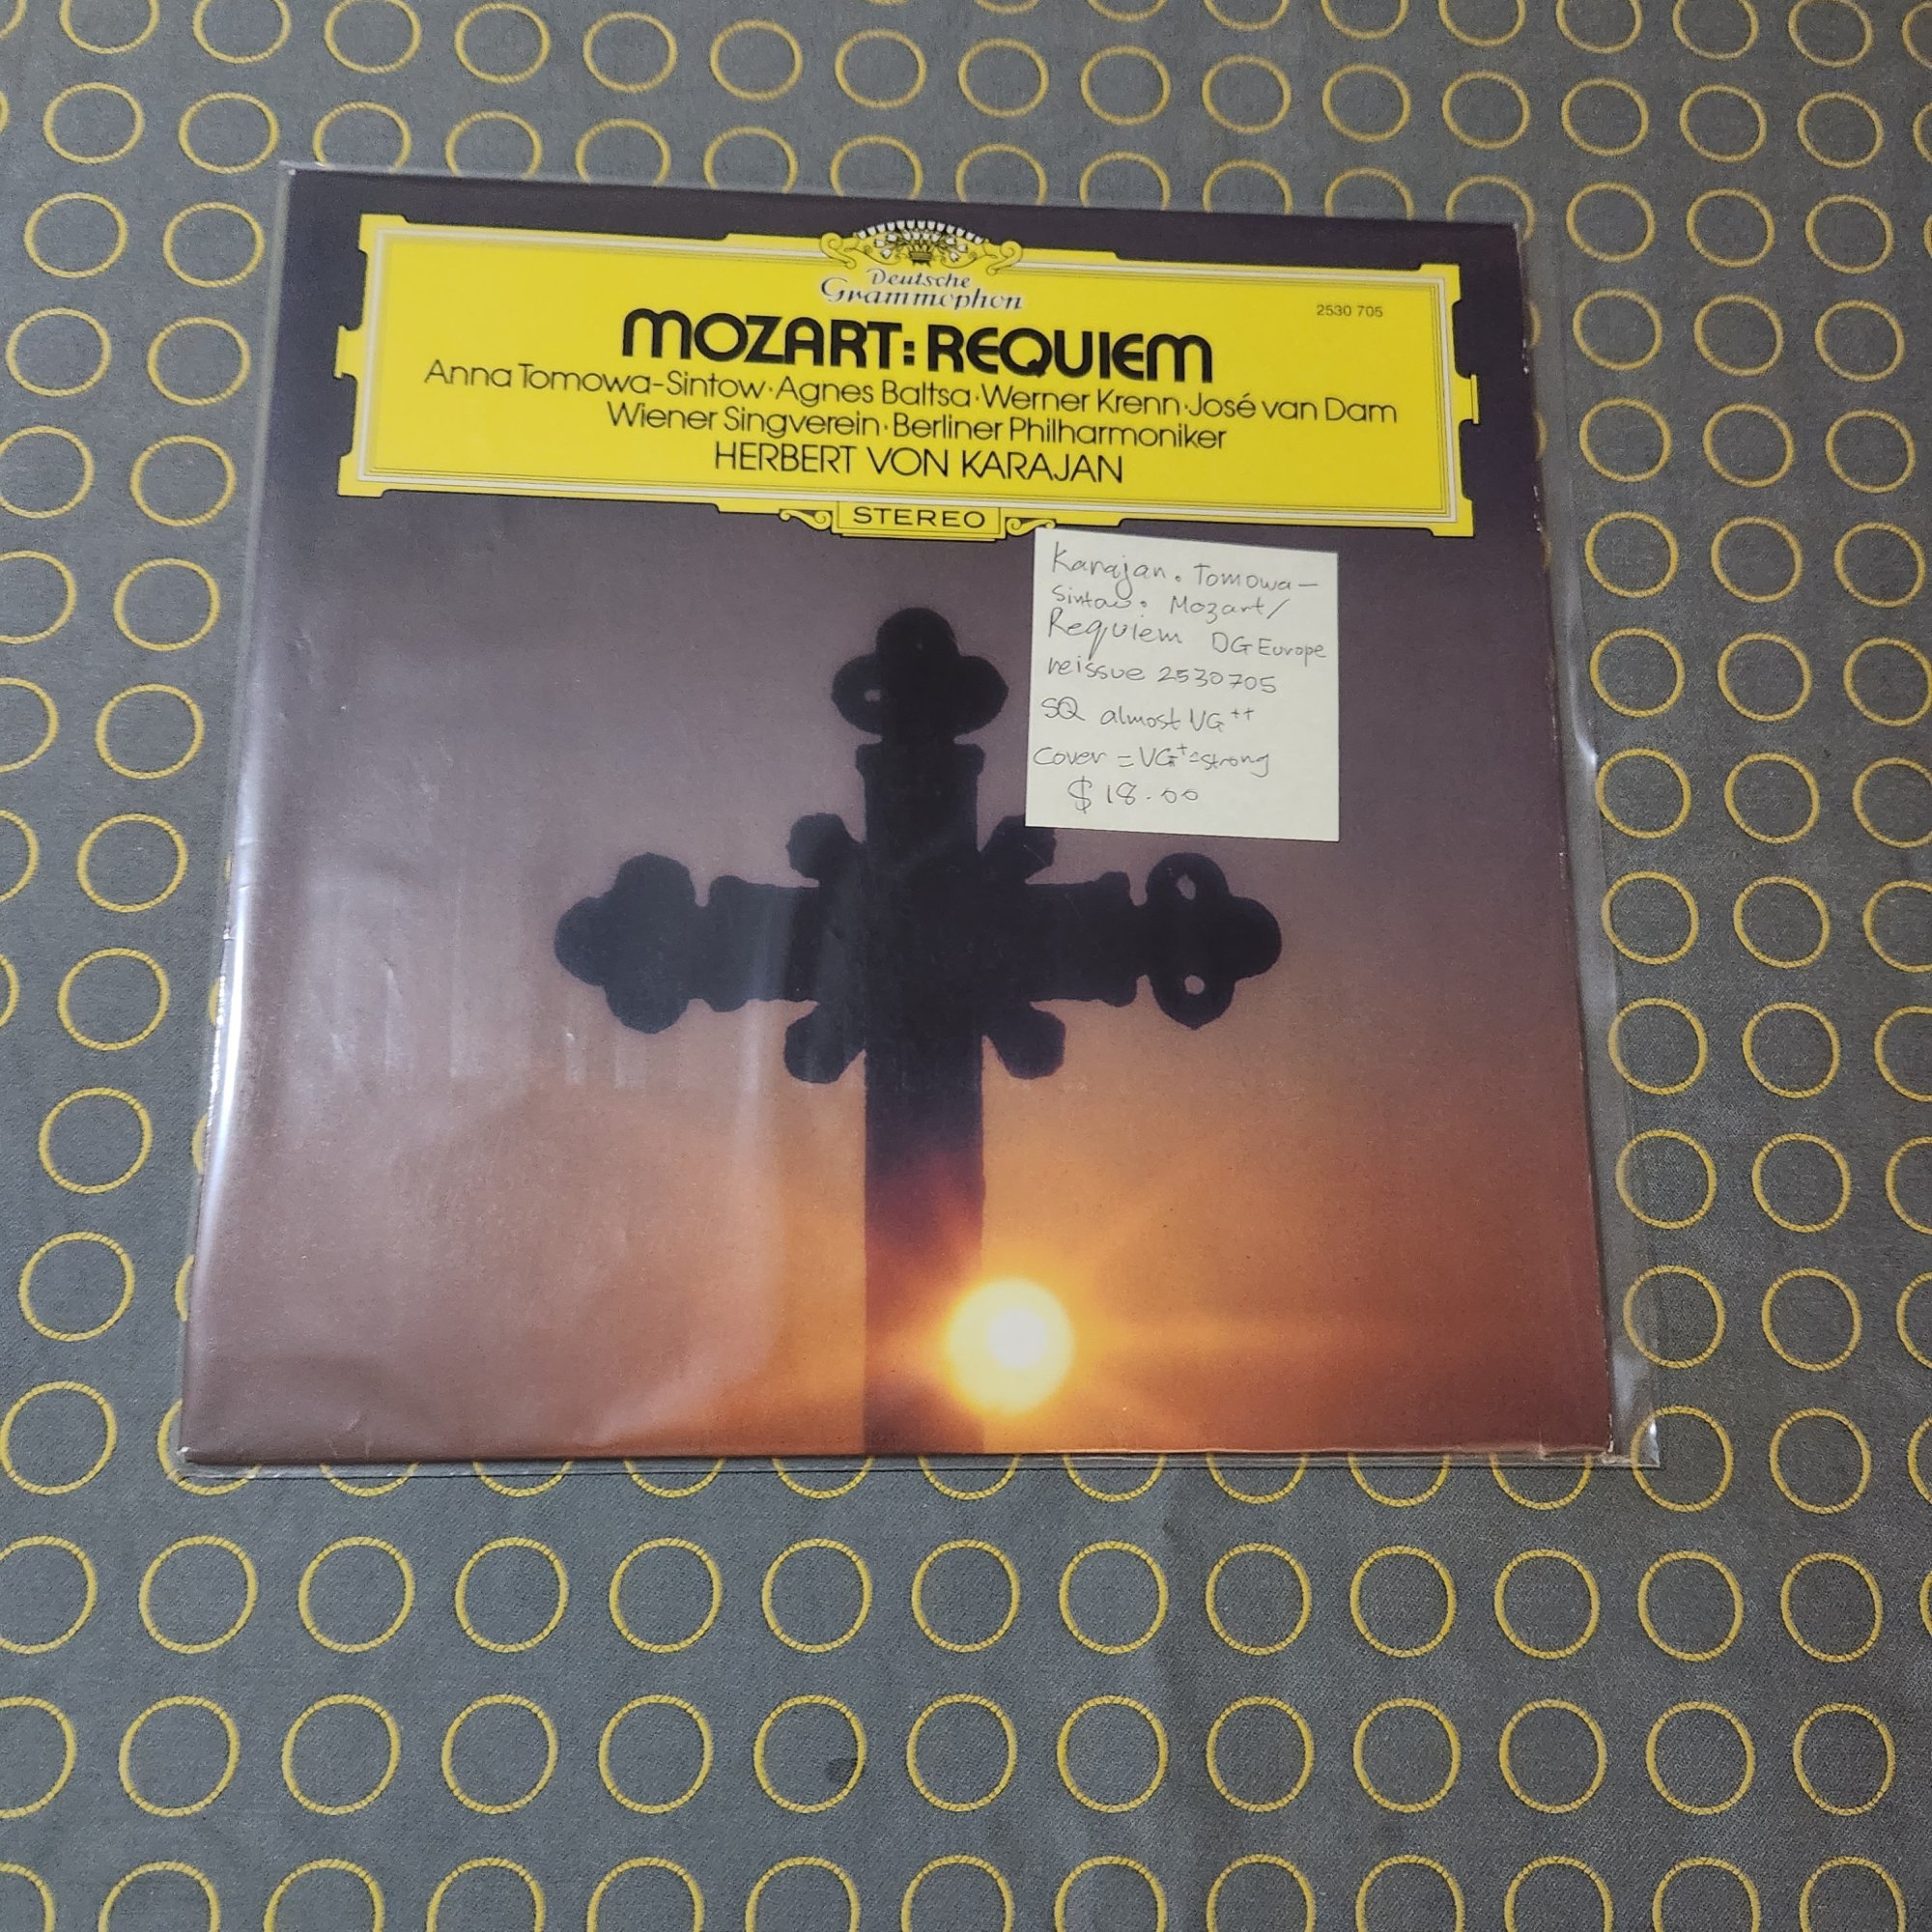 Deutsche
Grammophon
2530 705
MOZART: REQUIEM
Anna Tomowa-Sintow · Agnes Baltsa · Werner Krenn · José van Dam
Wiener Singverein · Berliner Philharmoniker
HERBERT VON KARAJAN
STEREO
Karajan. Tomowa-
Sintow. Mozart/
Requiem DG Europe
reissue 2530705
SQ almost VG++
Cover = VG+=strong
$18.00